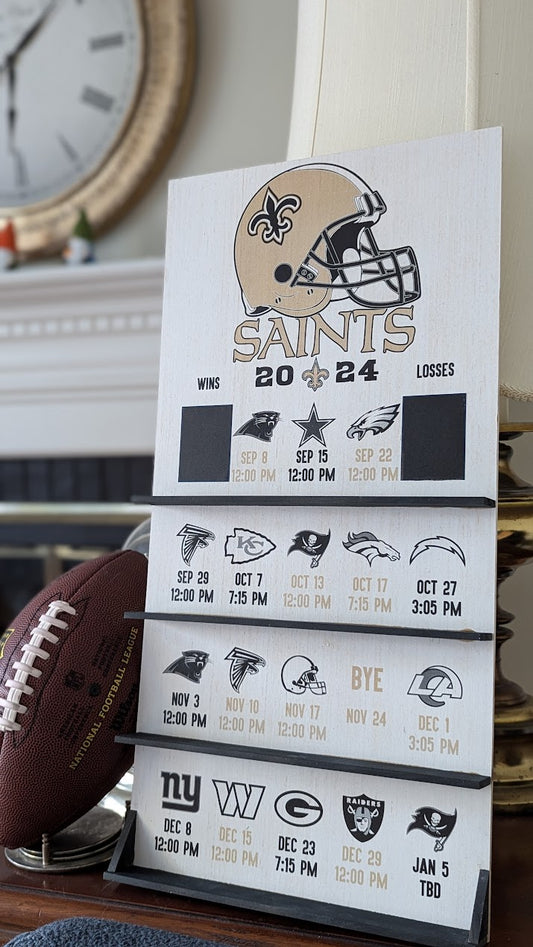 SAINTS
20 24
WINS
LOSSES
SEP 8 SEP 15 SEP 22
12:00 PM 12:00 PM 12:00 PM
KC
SEP 29 OCT 7 OCT 13 OCT 17 OCT 27
12:00 PM 7:15 PM 12:00 PM 7:15 PM 3:05 PM
BYE
LA
NOV 3 NOV 10 NOV 17 NOV 24 DEC 1
12:00 PM 12:00 PM 12:00 PM 3:05 PM
ny W G RAIDERS
DEC 8 DEC 15 DEC 23 DEC 29 JAN 5
12:00 PM 12:00 PM 7:15 PM 12:00 PM TBD
NATIONAL FOOTBALL LEAGUE